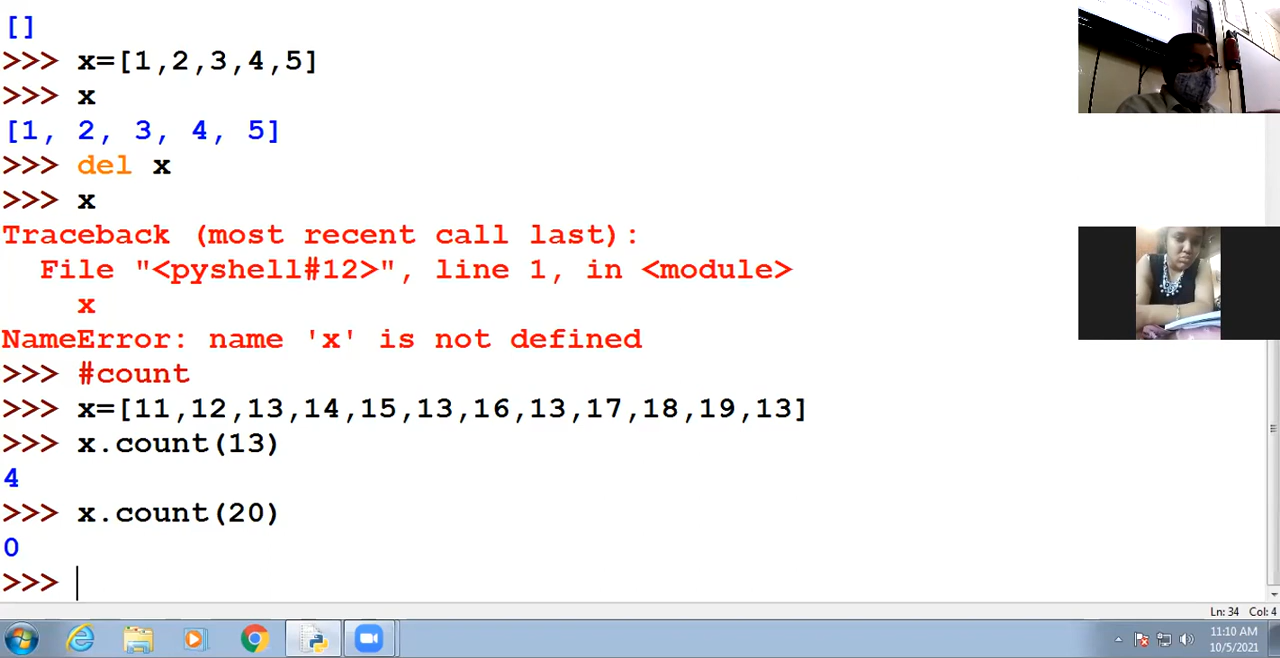 []
>>> x=[1,2,3,4,5]
>>> x
[1, 2, 3, 4, 5]
>>> del x
>>> x
Traceback (most recent call last):
  File "<pyshell#12>", line 1, in <module>
    x
NameError: name 'x' is not defined
>>> #count
>>> x=[11,12,13,14,15,13,16,13,17,18,19,13]
>>> x.count(13)
4
>>> x.count(20)
0
>>>
Ln: 34 Col: 4
11:10 AM
10/5/2021